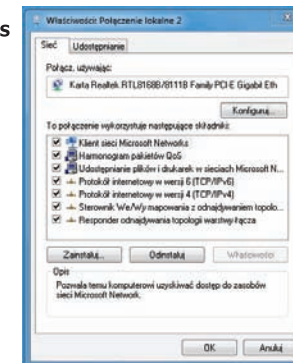 s
Właściwości: Połączenie lokalne 2
Sieć Udostępnianie
Połącz, używając:
Karta Realtek RTL8168B/8111B Family PCI-E Gigabit Eth
Konfiguruj...
To połączenie wykorzystuje następujące składniki:
Klient sieci Microsoft Networks
Harmonogram pakietów QoS
Udostępnianie plików i drukarek w sieciach Microsoft N...
Protokół internetowy w wersji 6 (TCP/IPv6)
Protokół internetowy w wersji 4 (TCP/IPv4)
Sterownik We/Wy mapowania z odnajdywaniem topolo...
Responder odnajdywania topologii warstwy łącza
Zainstaluj... Odinstaluj Właściwości
Opis
Pozwala temu komputerowi uzyskiwać dostęp do zasobów
sieci Microsoft Network.
OK Anuluj